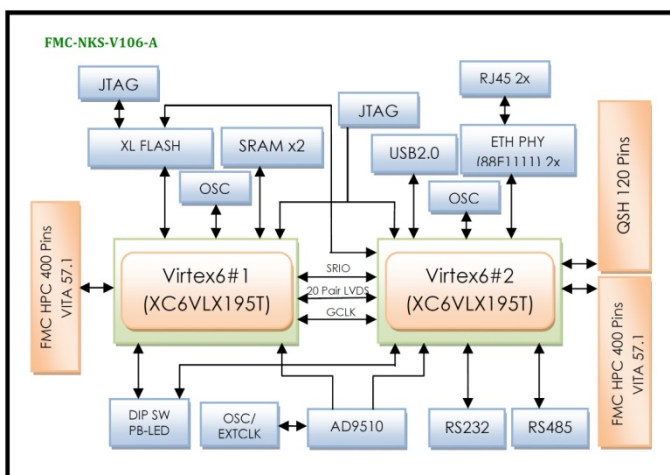 FMC-NKS-V106-A
JTAG
XL FLASH
SRAM x2
OSC
JTAG
USB2.0
RJ45 2x
ETH PHY
(88E1111) 2x
OSC
QSH 120 Pins
FMC HPC 400 Pins
VITA 57.1
Virtex6#1
(XC6VLX195T)
SRIO
20 Pair LVDS
GCLK
Virtex6#2
(XC6VLX195T)
FMC HPC 400 Pins
VITA 57.1
DIP SW
PB-LED
OSC/
EXTCLK
AD9510
RS232
RS485